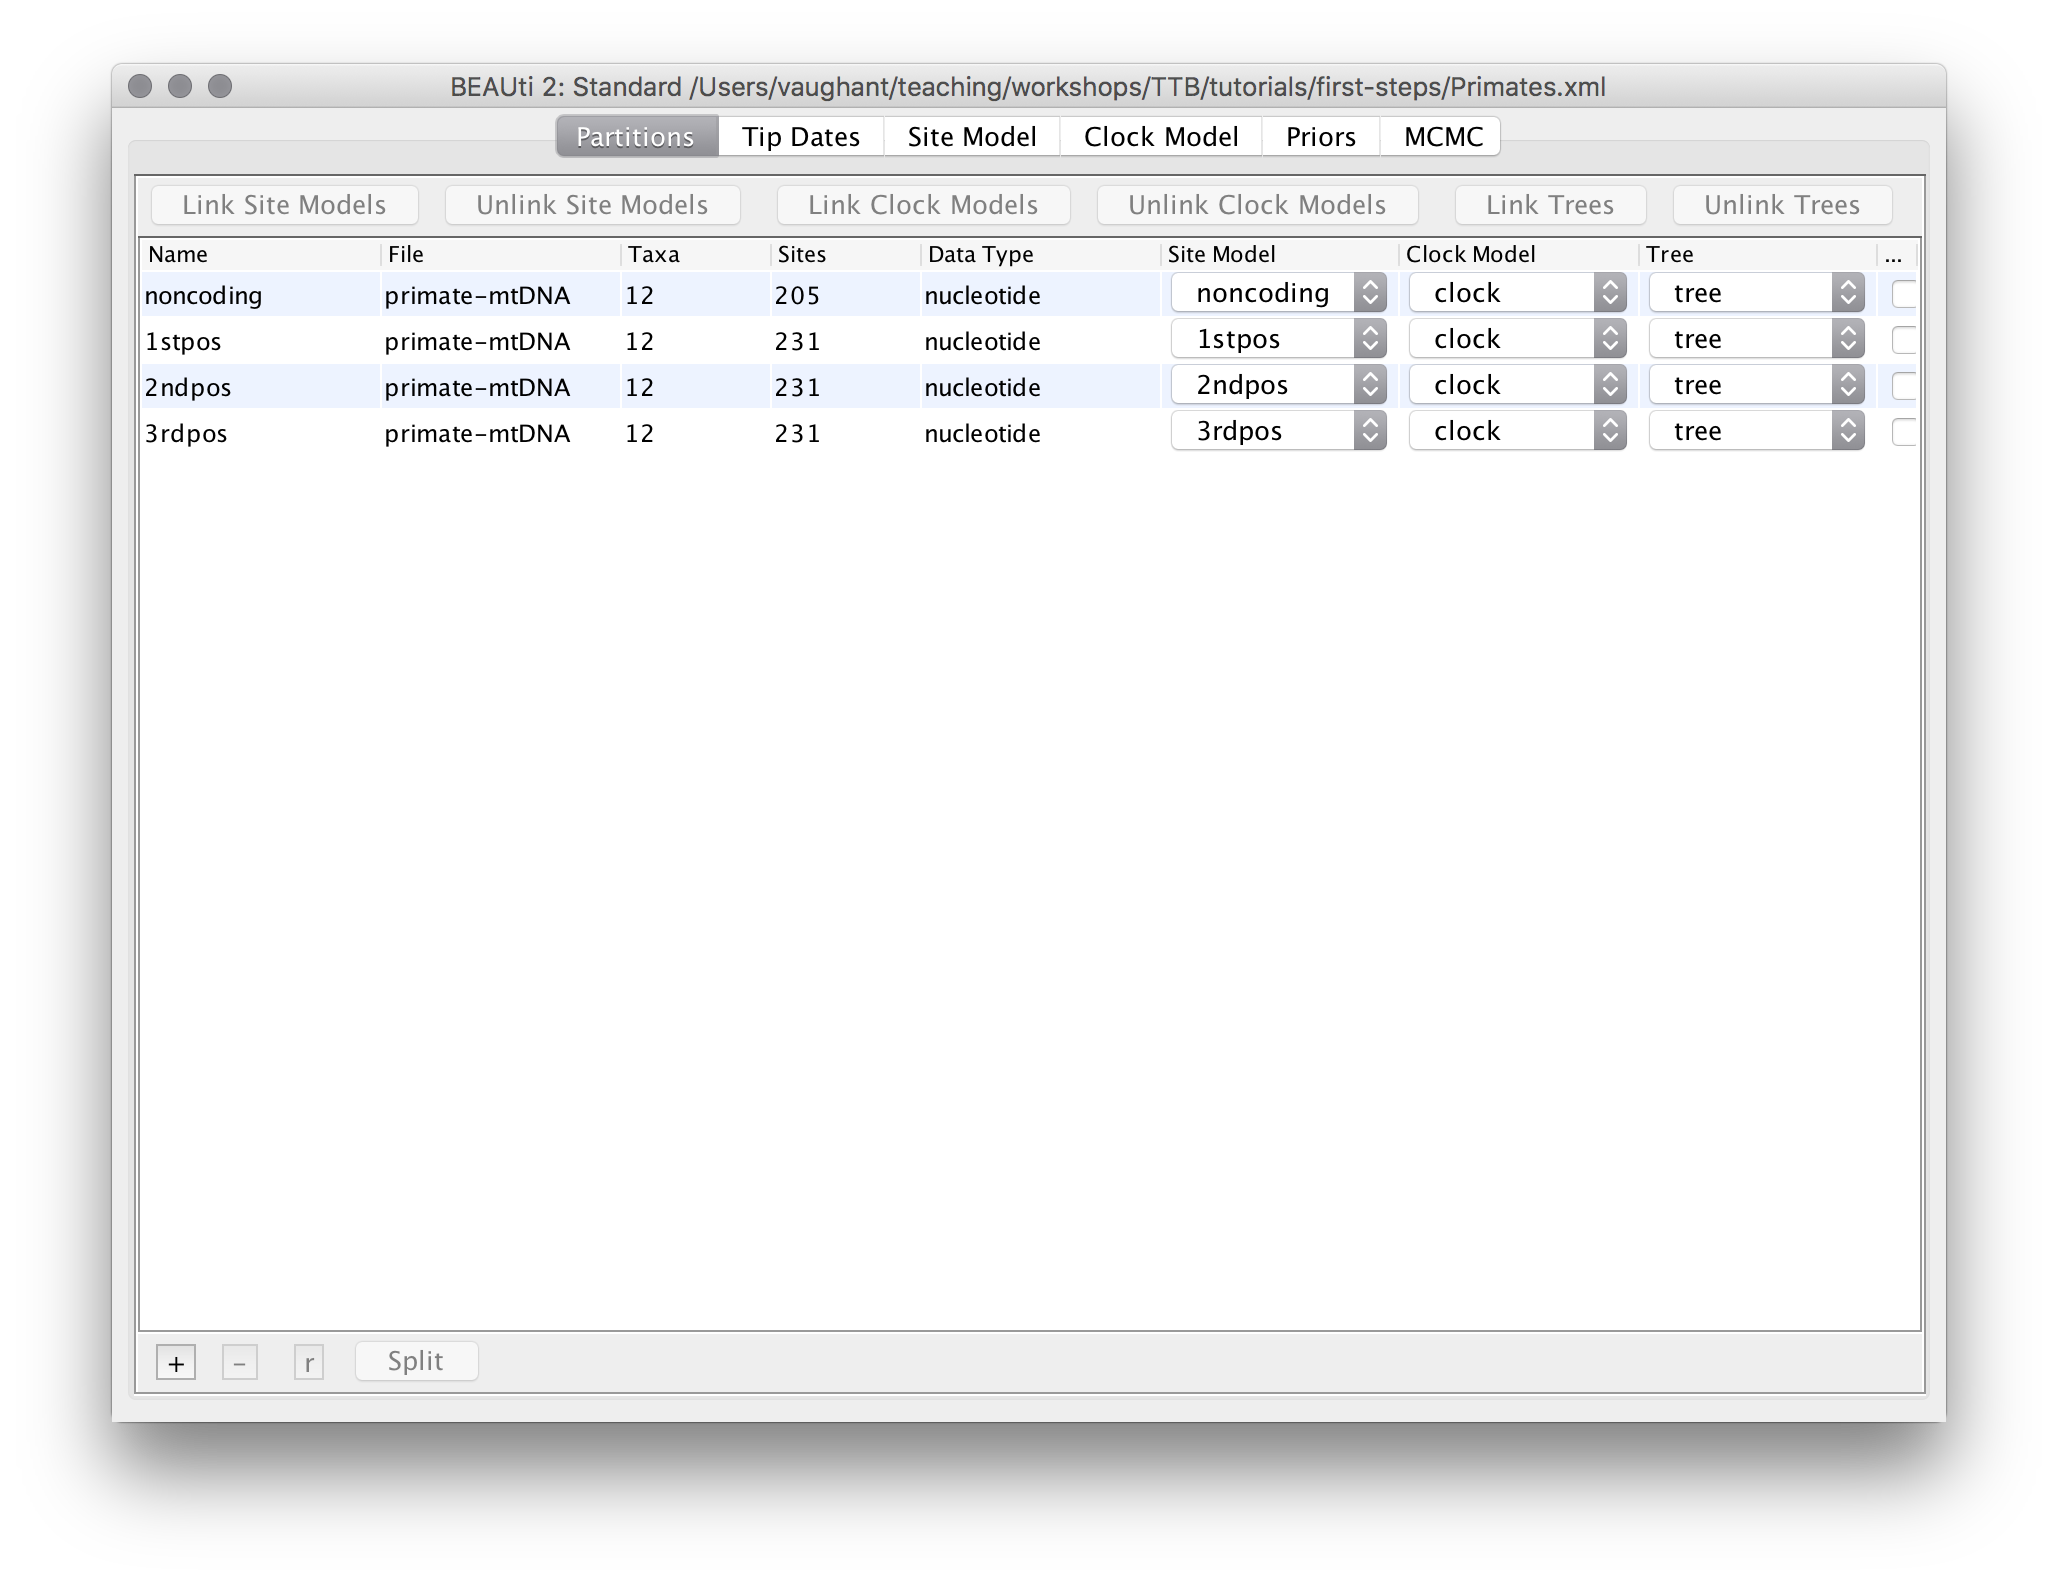 BEAUti 2: Standard /Users/vaughant/teaching/workshops/TTB/tutorials/first-steps/Primates.xml
Partitions Tip Dates Site Model Clock Model Priors MCMC
Link Site Models Unlink Site Models Link Clock Models Unlink Clock Models Link Trees Unlink Trees
Name File Taxa Sites Data Type Site Model Clock Model Tree ...
noncoding primate-mtDNA 12 205 nucleotide noncoding clock tree
1stpos primate-mtDNA 12 231 nucleotide 1stpos clock tree
2ndpos primate-mtDNA 12 231 nucleotide 2ndpos clock tree
3rdpos primate-mtDNA 12 231 nucleotide 3rdpos clock tree
+ - r Split